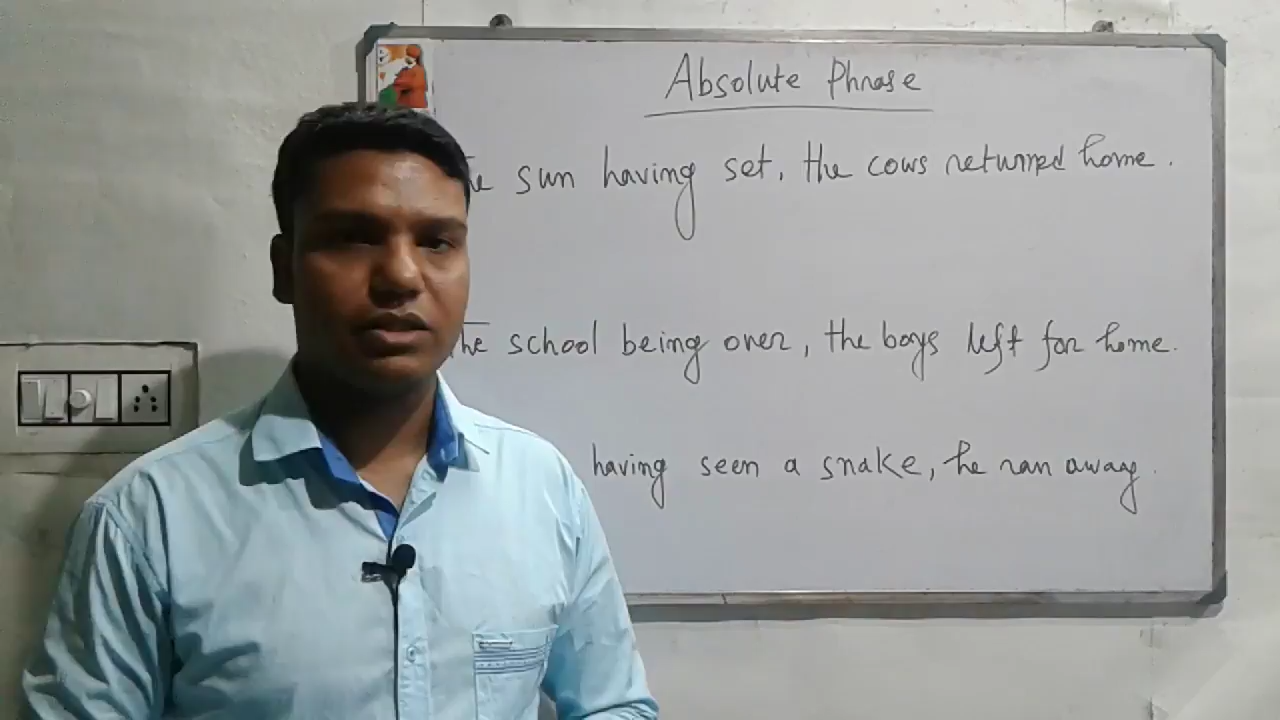 Absolute Phrase
sun having set, the cows returned home.
The school being over, the boys left for home.
having seen a snake, he ran away.